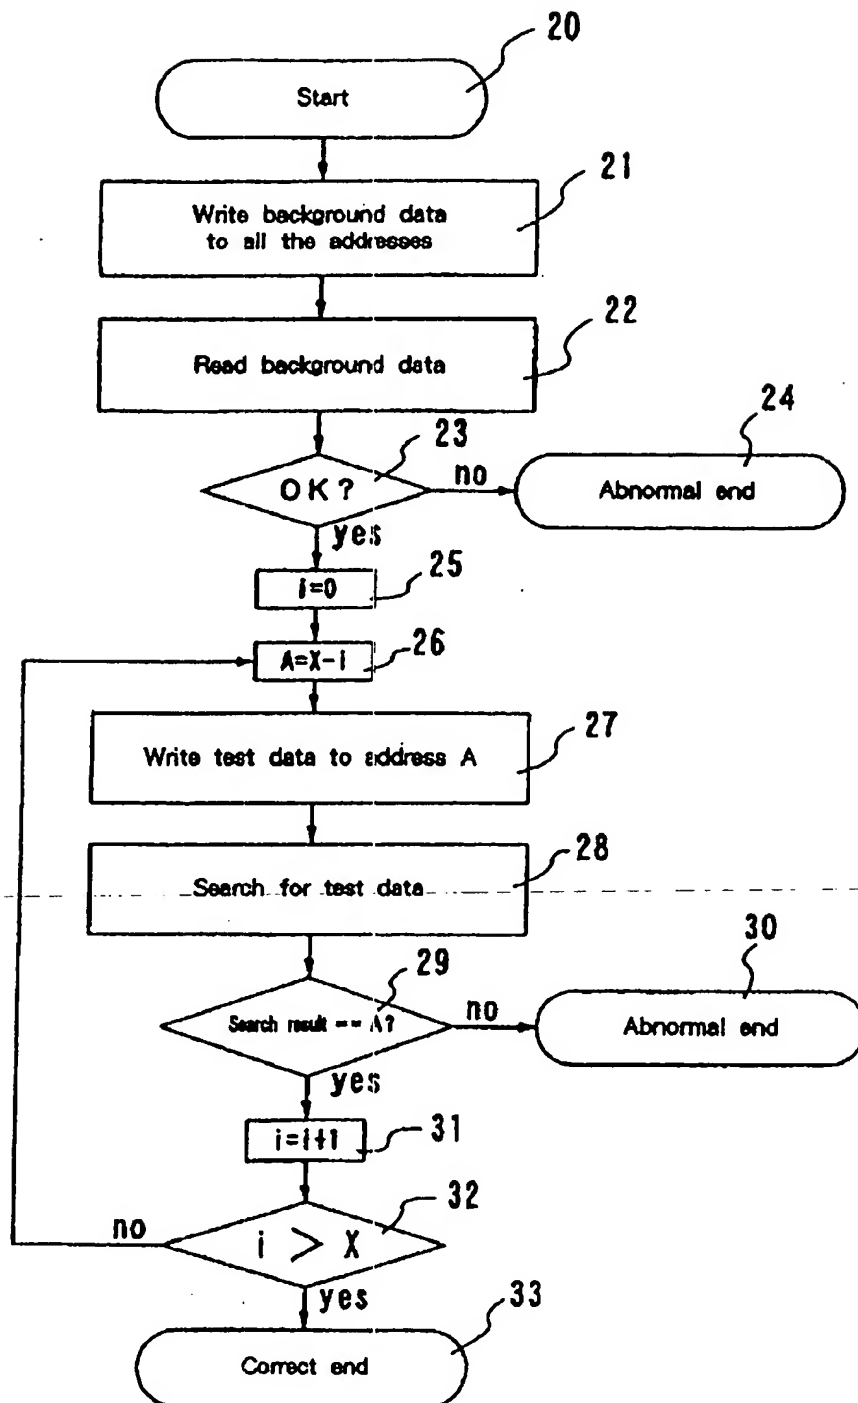 20
Start
21
Write background data
to all the addresses
22
Read background data
23
24
OK?
no
Abnormal end
yes
25
i=0
26
A=X-i
27
Write test data to address A
28
Search for test data
29
30
Search result == A?
no
Abnormal end
yes
31
i=i+1
32
no
i > X
yes
33
Correct end